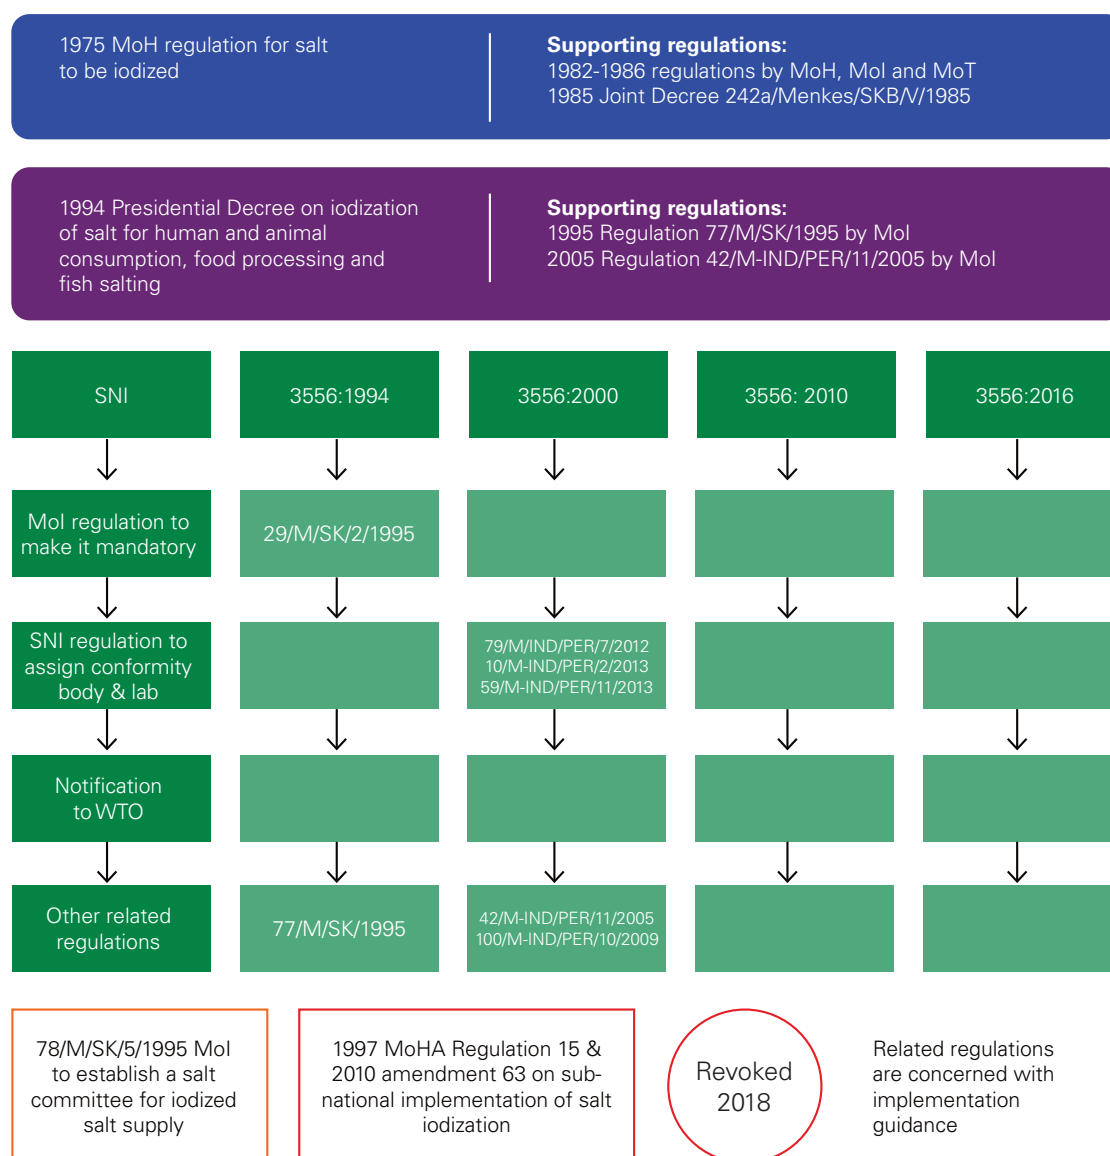 1975 MoH regulation for salt
to be iodized
Supporting regulations:
1982-1986 regulations by MoH, MoI and MoT
1985 Joint Decree 242a/Menkes/SKB/V/1985
1994 Presidential Decree on iodization
of salt for human and animal
consumption, food processing and
fish salting
Supporting regulations:
1995 Regulation 77/M/SK/1995 by MoI
2005 Regulation 42/M-IND/PER/11/2005 by MoI
SNI
3556:1994
3556:2000
3556: 2010
3556:2016
MoI regulation to
make it mandatory
29/M/SK/2/1995
SNI regulation to
assign conformity
body & lab
79/M/IND/PER/7/2012
10/M-IND/PER/2/2013
59/M-IND/PER/11/2013
Notification
to WTO
Other related
regulations
77/M/SK/1995
42/M-IND/PER/11/2005
100/M-IND/PER/10/2009
78/M/SK/5/1995 MoI
to establish a salt
committee for iodized
salt supply
1997 MoHA Regulation 15 &
2010 amendment 63 on sub-
national implementation of salt
iodization
Revoked
2018
Related regulations
are concerned with
implementation
guidance